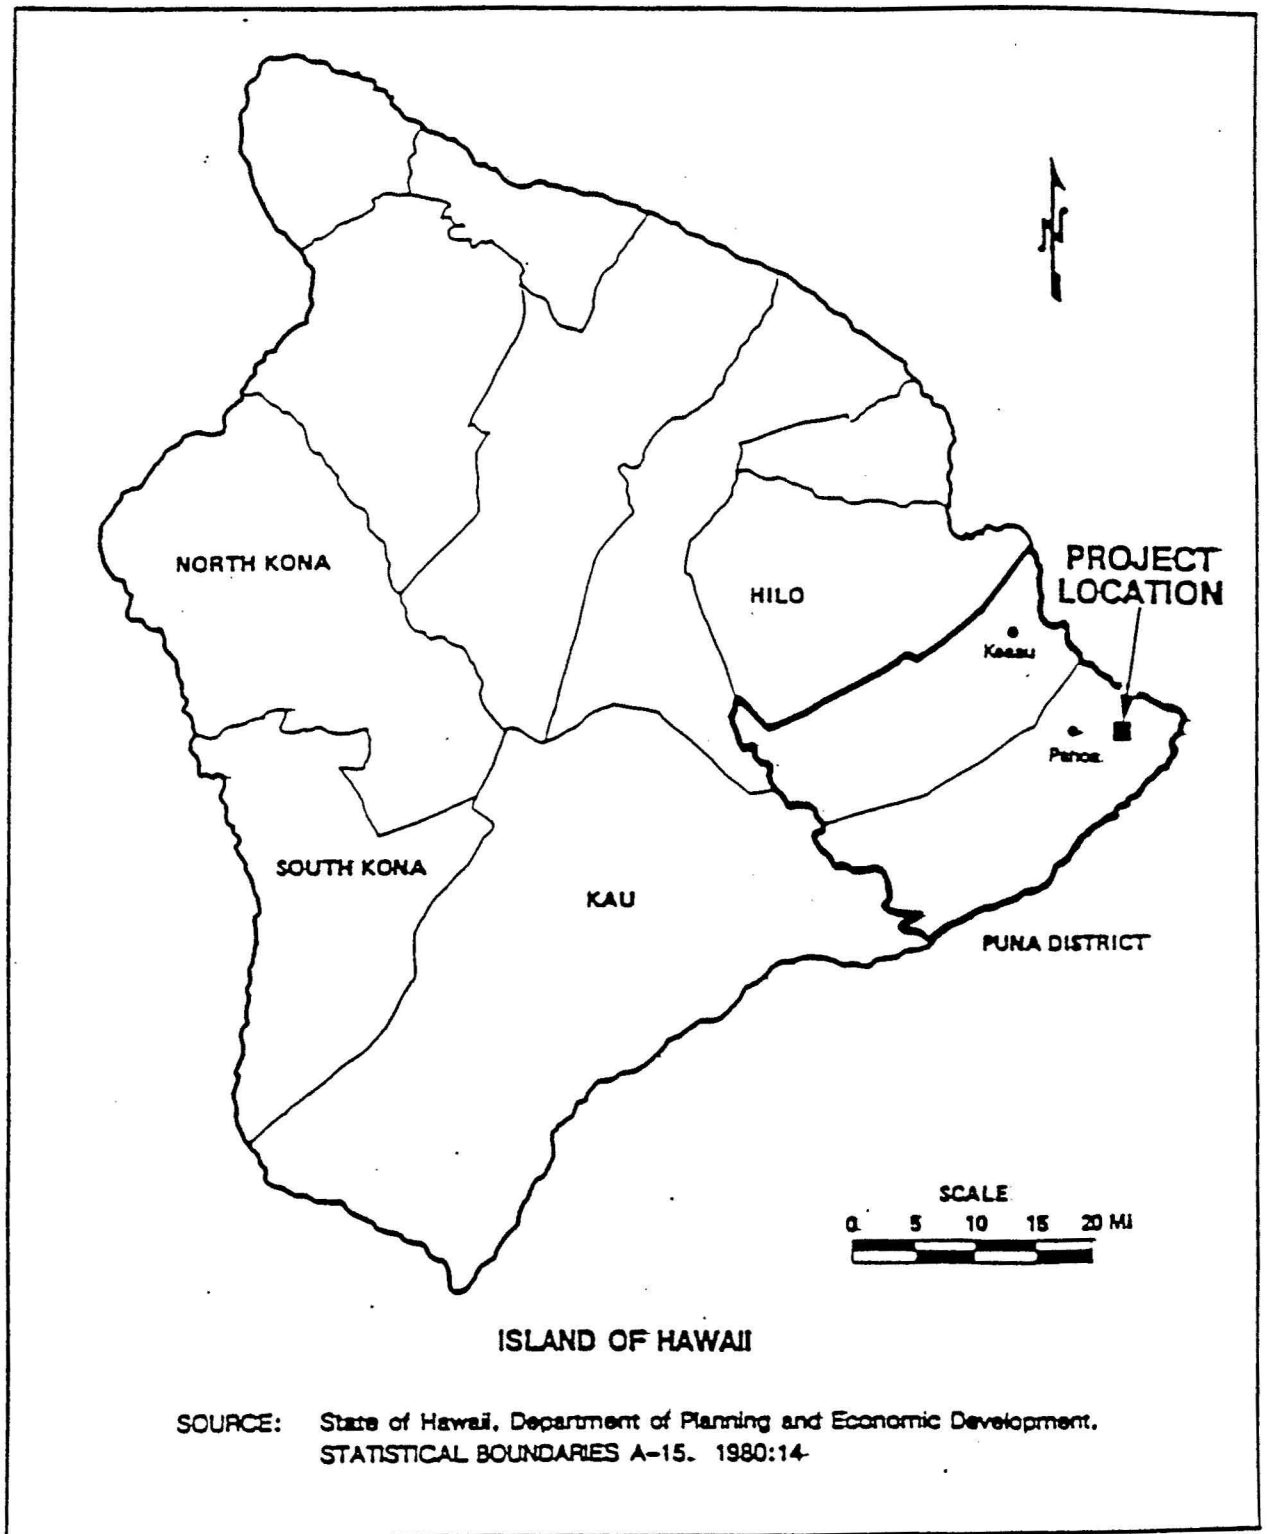 NORTH KONA
HILO
PROJECT
LOCATION
Keaau
Pahoa
SOUTH KONA
KAU
PUNA DISTRICT
SCALE
0 5 10 15 20 MI
ISLAND OF HAWAII
SOURCE: State of Hawaii, Department of Planning and Economic Development.
STATISTICAL BOUNDARIES A-15. 1980:14